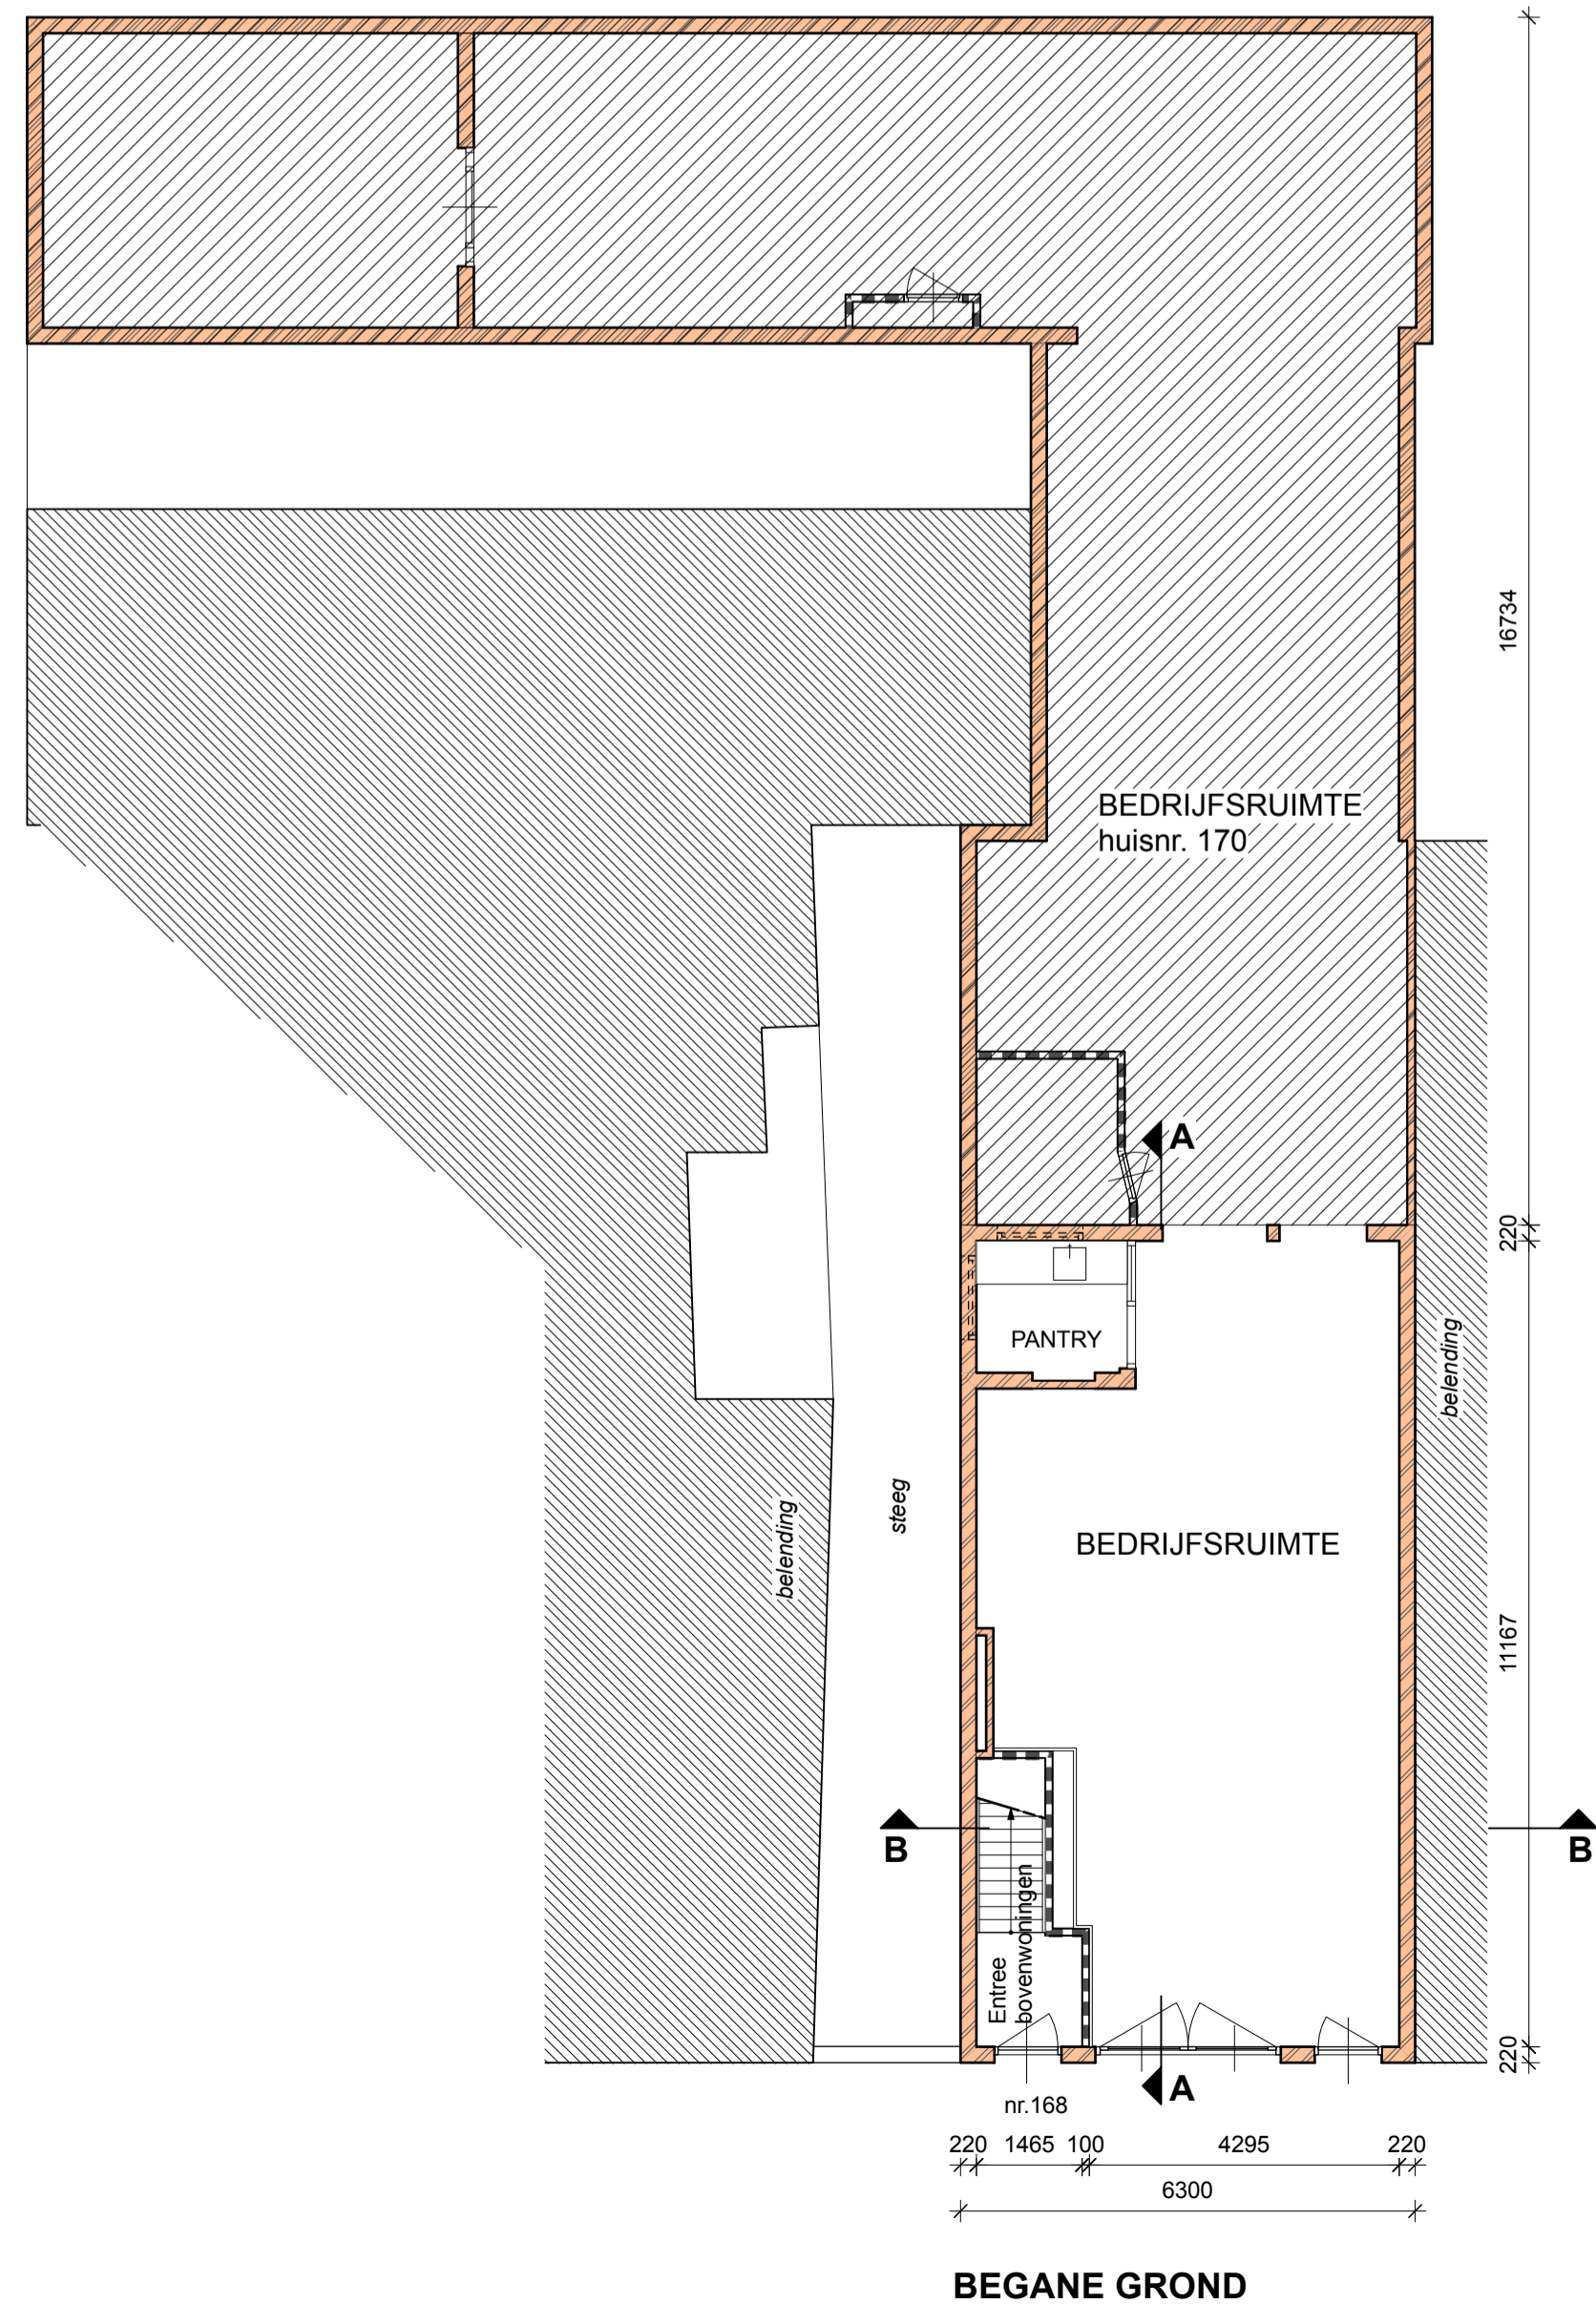 16734
BEDRIJFSRUIMTE
huisnr. 170
A
220
PANTRY
belending
steeg
belending
BEDRIJFSRUIMTE
11167
B
B
Entree
bovenwoningen
220
A
nr.168
220 1465 100 4295 220
6300
BEGANE GROND